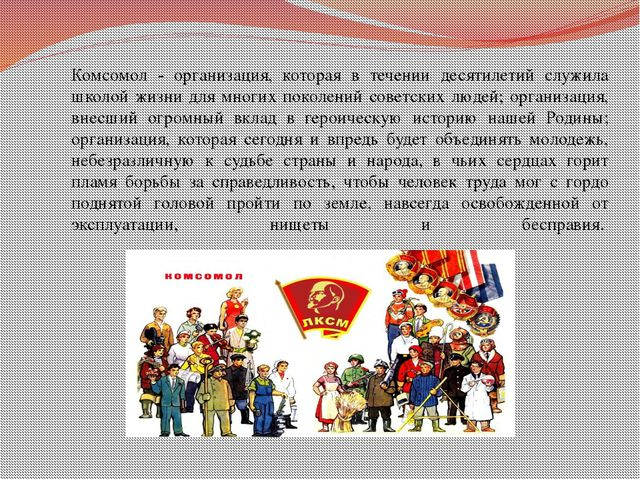 Комсомол - организация, которая в течении десятилетий служила
школой жизни для многих поколений советских людей; организация,
внесший огромный вклад в героическую историю нашей Родины;
организация, которая сегодня и впредь будет объединять молодежь,
небезразличную к судьбе страны и народа, в чьих сердцах горит
пламя борьбы за справедливость, чтобы человек труда мог с гордо
поднятой головой пройти по земле, навсегда освобожденной от
эксплуатации, нищеты и бесправия.
КОМСОМОЛ
ЛКСМ